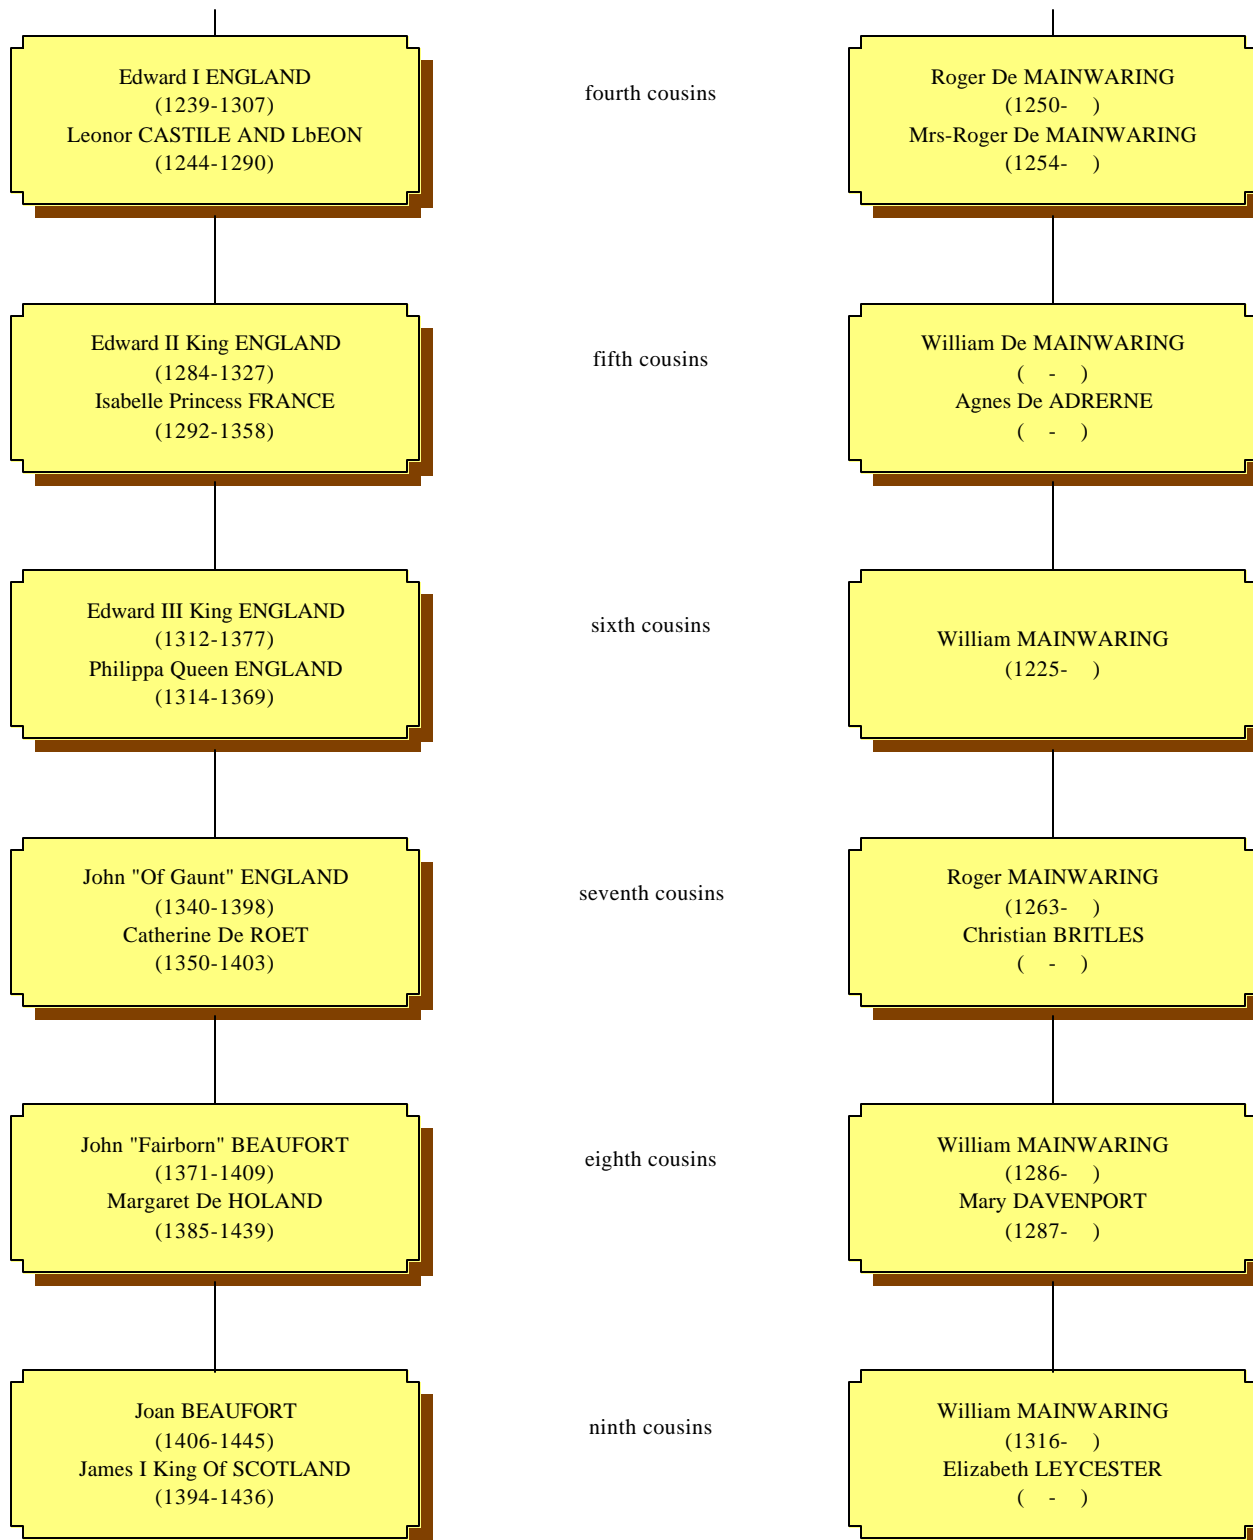 Edward I ENGLAND
(1239-1307)
Leonor CASTILE AND LbEON
(1244-1290)
fourth cousins
Roger De MAINWARING
(1250- )
Mrs-Roger De MAINWARING
(1254- )
Edward II King ENGLAND
(1284-1327)
Isabelle Princess FRANCE
(1292-1358)
fifth cousins
William De MAINWARING
( - )
Agnes De ADRERNE
( - )
Edward III King ENGLAND
(1312-1377)
Philippa Queen ENGLAND
(1314-1369)
sixth cousins
William MAINWARING
(1225- )
John "Of Gaunt" ENGLAND
(1340-1398)
Catherine De ROET
(1350-1403)
seventh cousins
Roger MAINWARING
(1263- )
Christian BRITLES
( - )
John "Fairborn" BEAUFORT
(1371-1409)
Margaret De HOLAND
(1385-1439)
eighth cousins
William MAINWARING
(1286- )
Mary DAVENPORT
(1287- )
Joan BEAUFORT
(1406-1445)
James I King Of SCOTLAND
(1394-1436)
ninth cousins
William MAINWARING
(1316- )
Elizabeth LEYCESTER
( - )